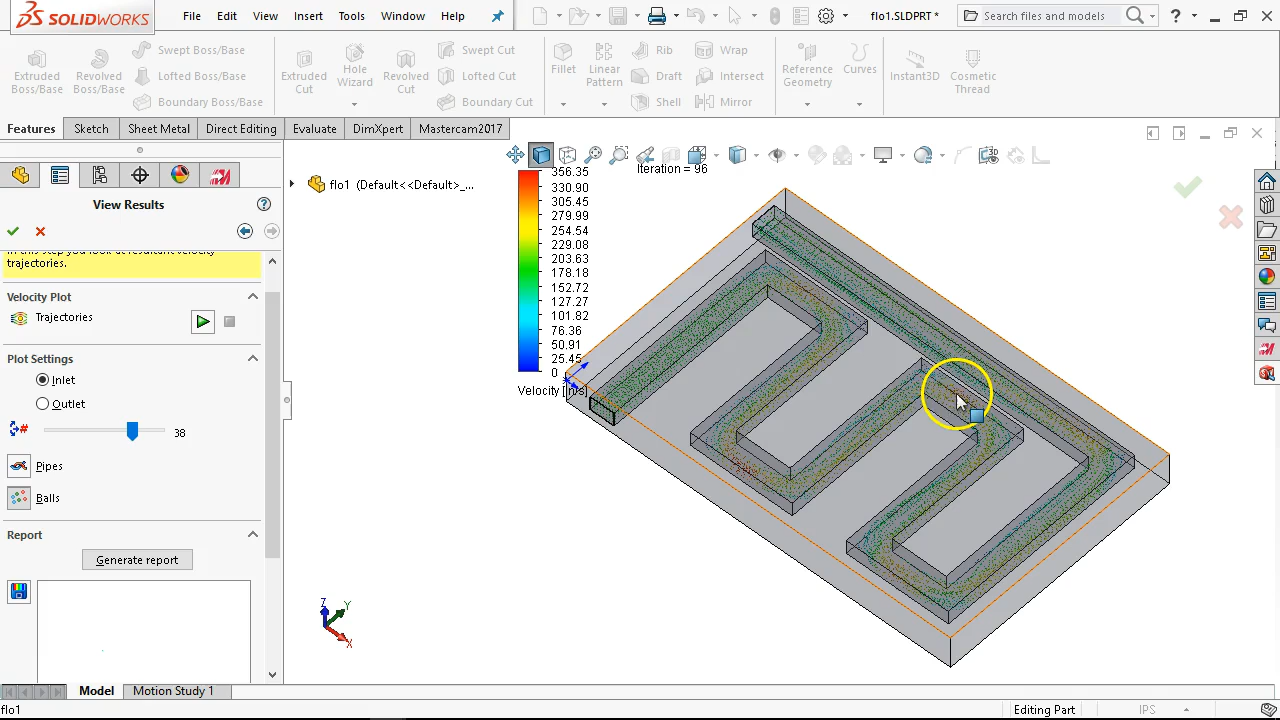 SOLIDWORKS
File Edit View Insert Tools Window Help
flo1.SLDPRT *
Search files and models
Extruded Boss/Base
Revolved Boss/Base
Swept Boss/Base
Lofted Boss/Base
Boundary Boss/Base
Extruded Cut
Hole Wizard
Revolved Cut
Swept Cut
Lofted Cut
Boundary Cut
Fillet
Linear Pattern
Rib
Draft
Shell
Wrap
Intersect
Mirror
Reference Geometry
Curves
Instant3D
Cosmetic Thread
Features Sketch Sheet Metal Direct Editing Evaluate DimXpert Mastercam2017
View Results
trajectories.
Velocity Plot
Trajectories
Plot Settings
Inlet
Outlet
38
Pipes
Balls
Report
Generate report
flo1 (Default<<Default>_...
Iteration = 96
356.35
330.90
305.45
279.99
254.54
229.08
203.63
178.18
152.72
127.27
101.82
76.36
50.91
25.45
0
Velocity [in/s]
Z
Y
X
Model Motion Study 1
flo1
Editing Part
IPS